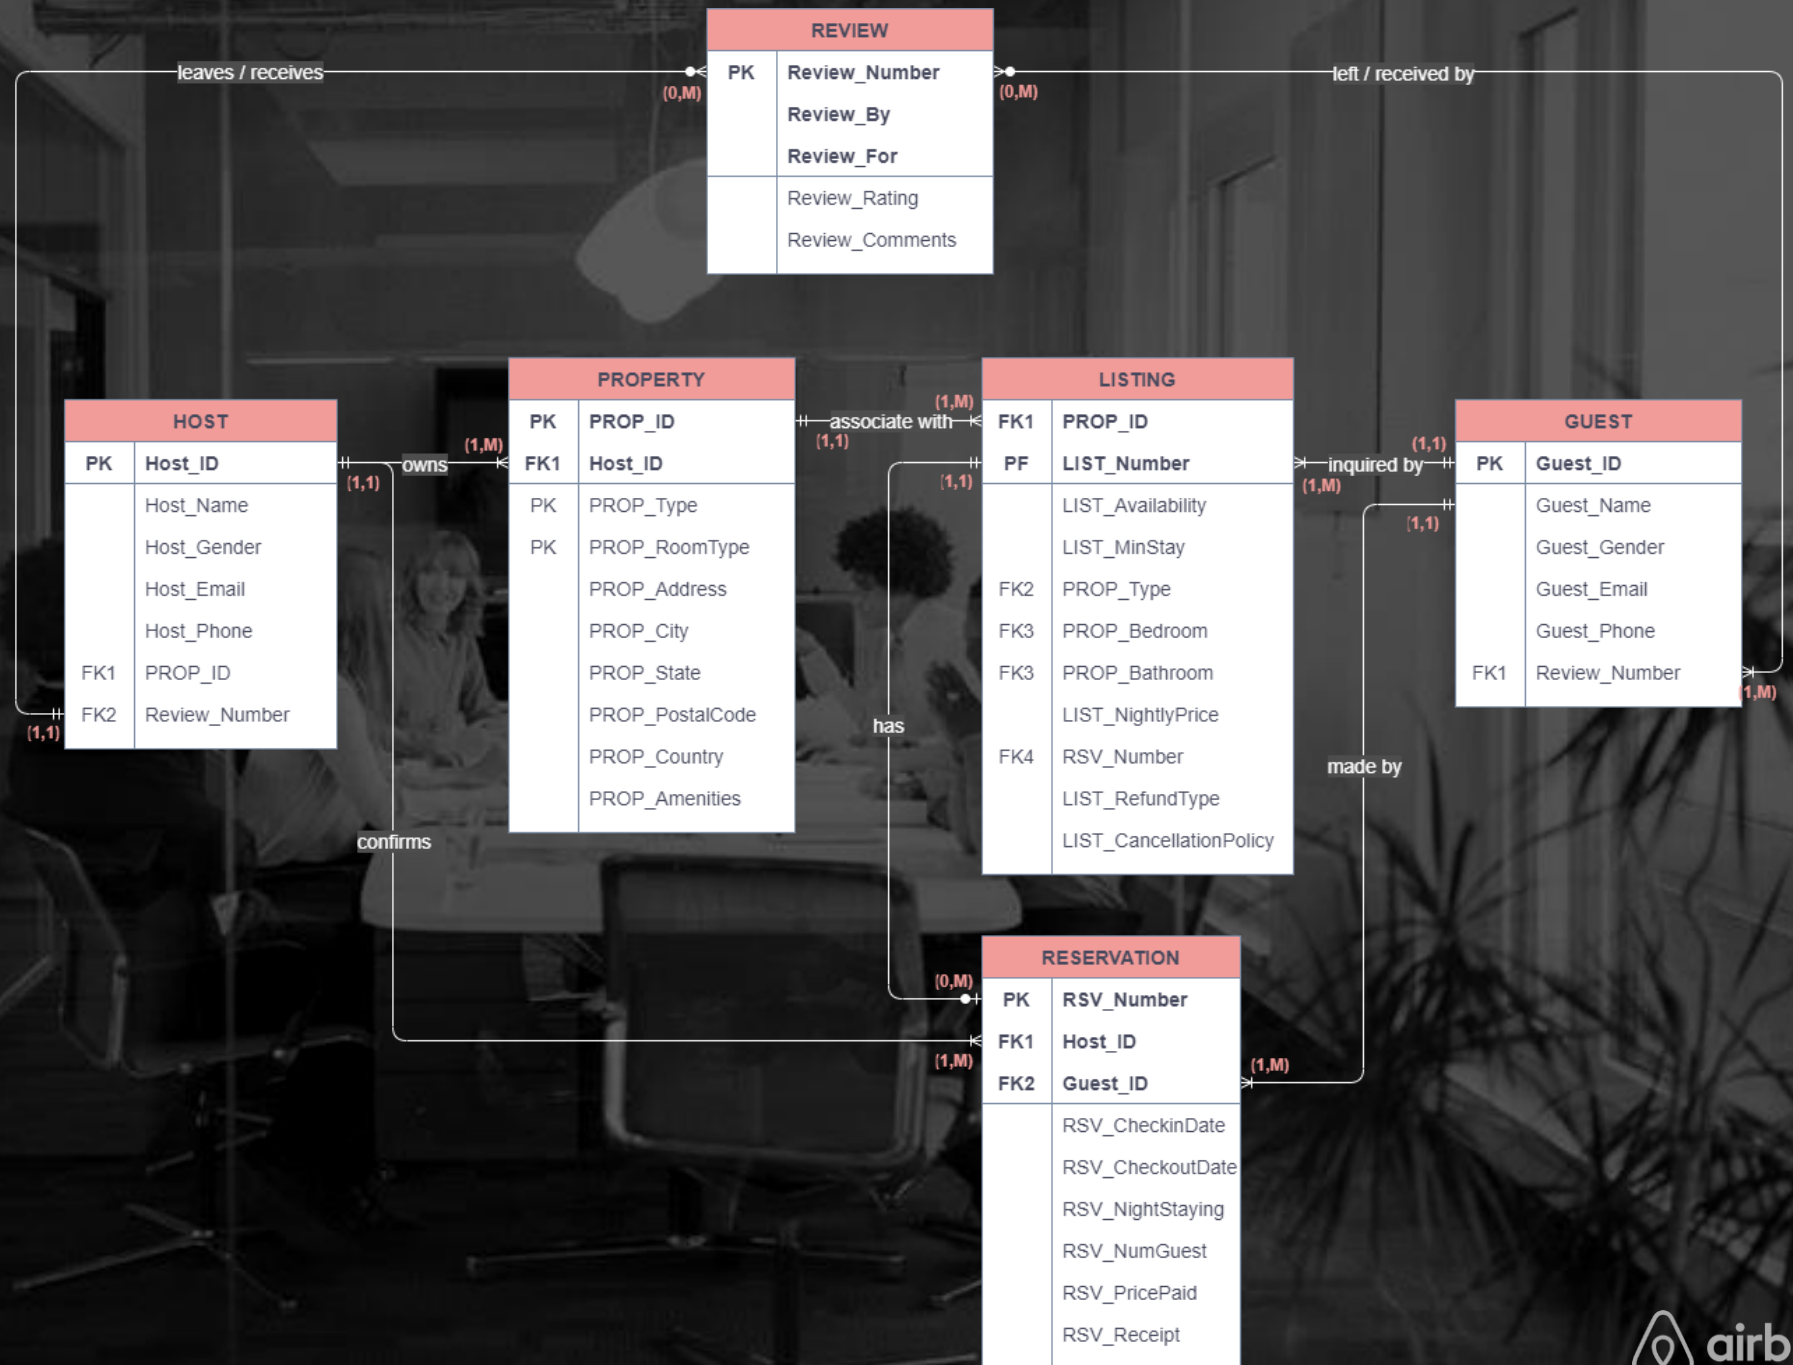 REVIEW
PK Review_Number
Review_By
Review_For
Review_Rating
Review_Comments
leaves / receives
(0,M)
(0,M)
left / received by
HOST
PK Host_ID
Host_Name
Host_Gender
Host_Email
Host_Phone
FK1 PROP_ID
FK2 Review_Number
(1,1)
(1,1)
owns
(1,M)
confirms
PROPERTY
PK PROP_ID
FK1 Host_ID
PK PROP_Type
PK PROP_RoomType
PROP_Address
PROP_City
PROP_State
PROP_PostalCode
PROP_Country
PROP_Amenities
associate with
(1,1)
(1,M)
(1,1)
has
LISTING
FK1 PROP_ID
PF LIST_Number
LIST_Availability
LIST_MinStay
FK2 PROP_Type
FK3 PROP_Bedroom
FK3 PROP_Bathroom
LIST_NightlyPrice
FK4 RSV_Number
LIST_RefundType
LIST_CancellationPolicy
inquired by
(1,M)
(1,1)
(1,1)
made by
GUEST
PK Guest_ID
Guest_Name
Guest_Gender
Guest_Email
Guest_Phone
FK1 Review_Number
(1,M)
RESERVATION
PK RSV_Number
FK1 Host_ID
FK2 Guest_ID
RSV_CheckinDate
RSV_CheckoutDate
RSV_NightStaying
RSV_NumGuest
RSV_PricePaid
RSV_Receipt
(0,M)
(1,M)
(1,M)
airb